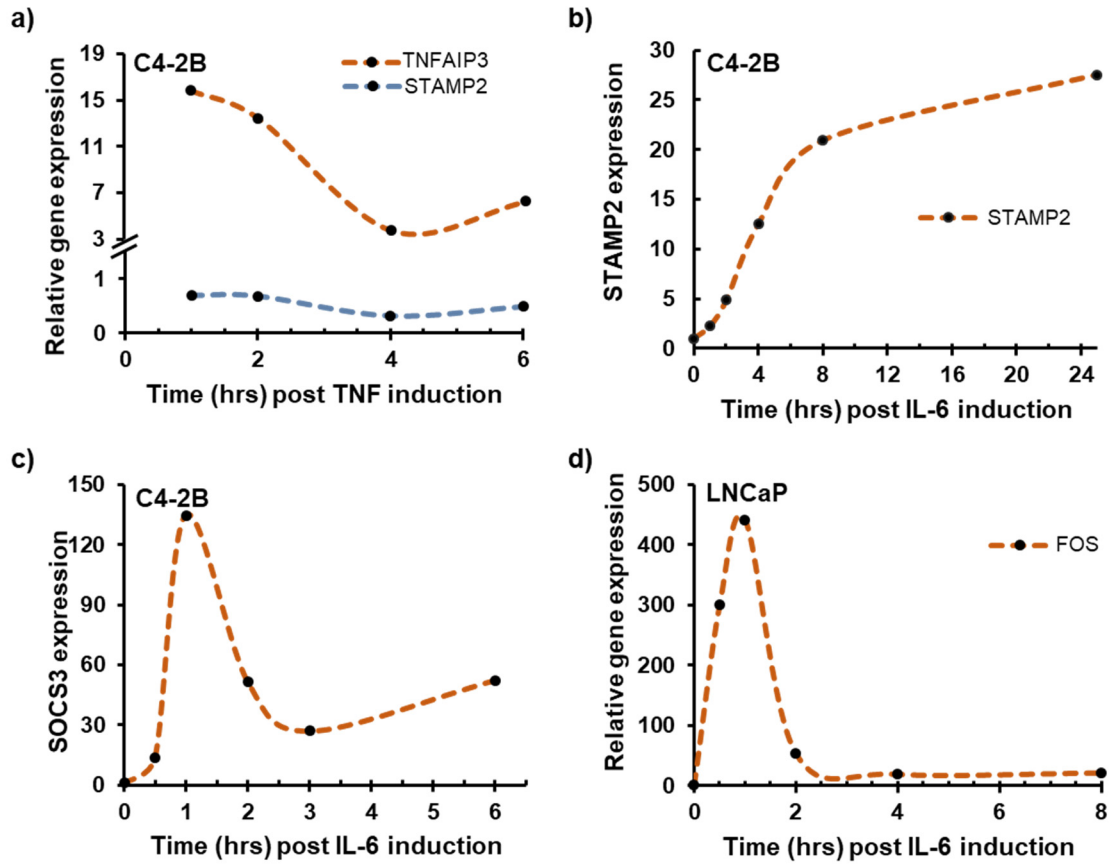 a)
C4-2B
TNFAIP3
STAMP2
Relative gene expression
19
15
11
7
3
1
0
0 2 4 6
Time (hrs) post TNF induction
b)
C4-2B
STAMP2 expression
30
25
20
15
10
5
0
STAMP2
0 4 8 12 16 20 24
Time (hrs) post IL-6 induction
c)
C4-2B
SOCS3 expression
150
120
90
60
30
0
0 1 2 3 4 5 6
Time (hrs) post IL-6 induction
d)
LNCaP
FOS
Relative gene expression
500
400
300
200
100
0
0 2 4 6 8
Time (hrs) post IL-6 induction